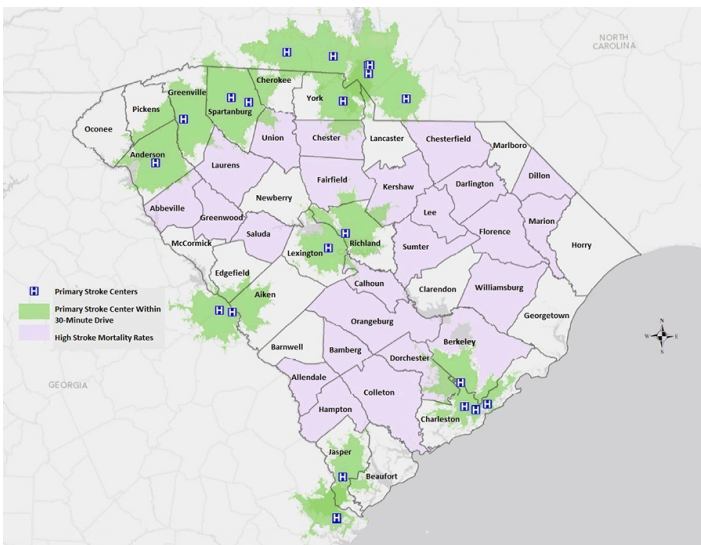 NORTH
CAROLINA
Cherokee
Greenville
York
Pickens
Spartanburg
Oconee
Union
Chester
Lancaster
Chesterfield
Marlboro
Anderson
Laurens
Fairfield
Kershaw
Darlington
Dillon
Newberry
Abbeville
Greenwood
Lee
Marion
Saluda
Florence
McCormick
Lexington
Richland
Sumter
Horry
Edgefield
Calhoun
Clarendon
Williamsburg
Aiken
Georgetown
Orangeburg
Barnwell
Bamberg
Berkeley
Dorchester
Allendale
Colleton
Hampton
Charleston
Jasper
Beaufort
GEORGIA
H Primary Stroke Centers
Primary Stroke Center Within
30-Minute Drive
High Stroke Mortality Rates
N
W
S